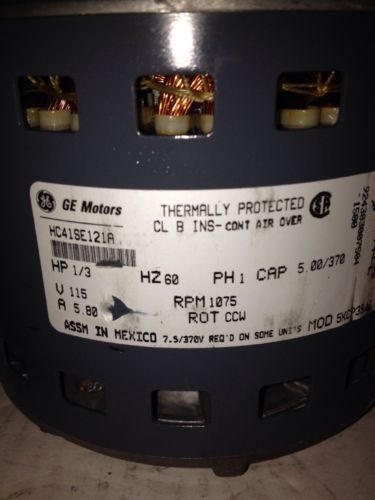 GE Motors
THERMALLY PROTECTED
CL B INS-CONT AIR OVER
HC41SE121A
HP 1/3 HZ 60 PH 1 CAP 5.00/370
V 115
A 5.80 RPM 1075
ROT CCW
ASSM IN MEXICO 7.5/370V REQ'D ON SOME UNITS MOD 5KCP39